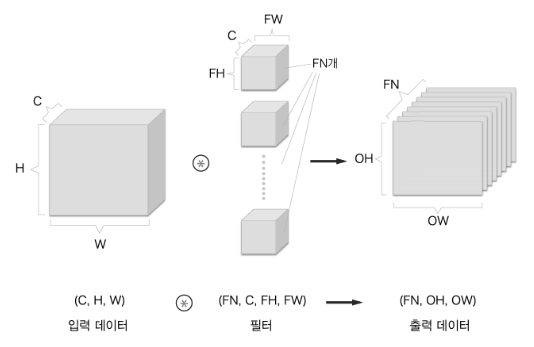 FW
C
FH
FN개
C
H
W
FN
OH
OW
(C, H, W)
(FN, C, FH, FW)
(FN, OH, OW)
입력 데이터
필터
출력 데이터